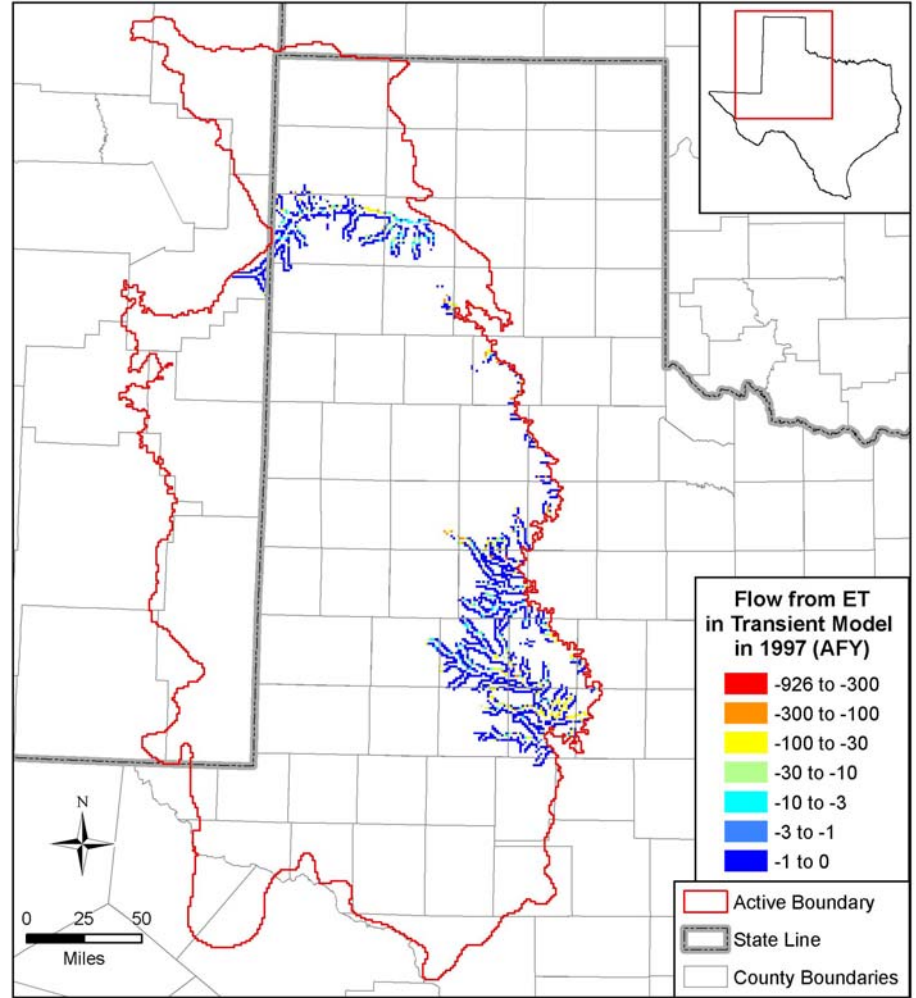 Flow from ET
in Transient Model
in 1997 (AFY)
-926 to -300
-300 to -100
-100 to -30
-30 to -10
-10 to -3
-3 to -1
-1 to 0
Active Boundary
State Line
County Boundaries
N
0 25 50
Miles